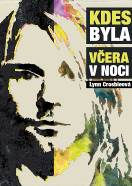 KDES
BYLA
VČERA
V NOCI
Lynn Crosbieová